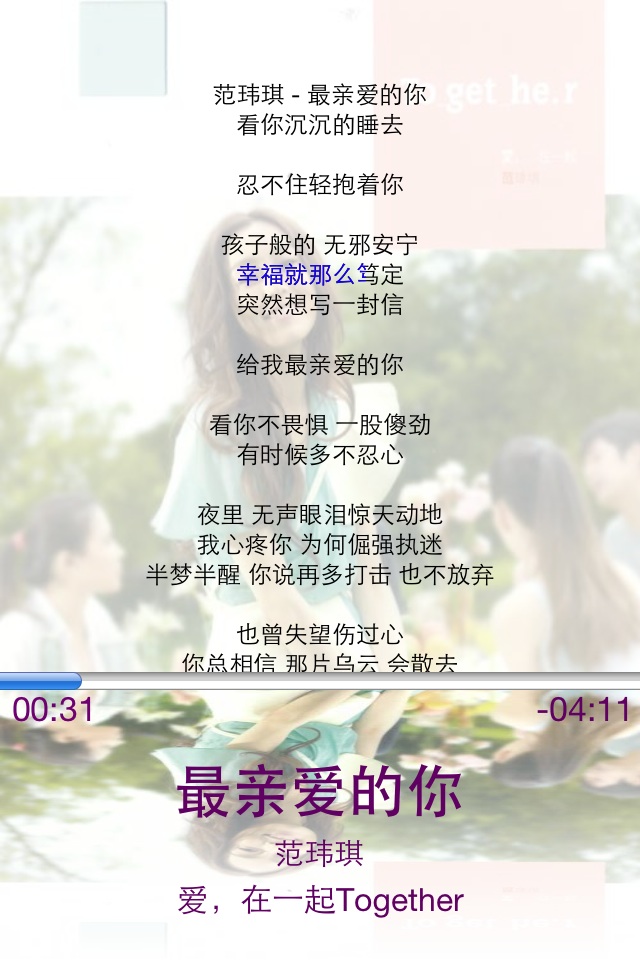 范玮琪 - 最亲爱的你
看你沉沉的睡去
忍不住轻抱着你
孩子般的 无邪安宁
幸福就那么笃定
突然想写一封信
给我最亲爱的你
看你不畏惧 一股傻劲
有时候多不忍心
夜里 无声眼泪惊天动地
我心疼你 为何倔强执迷
半梦半醒 你说再多打击 也不放弃
也曾失望伤过心
你总相信 那片乌云 会散去
00:31
-04:11
最亲爱的你
范玮琪
爱，在一起Together